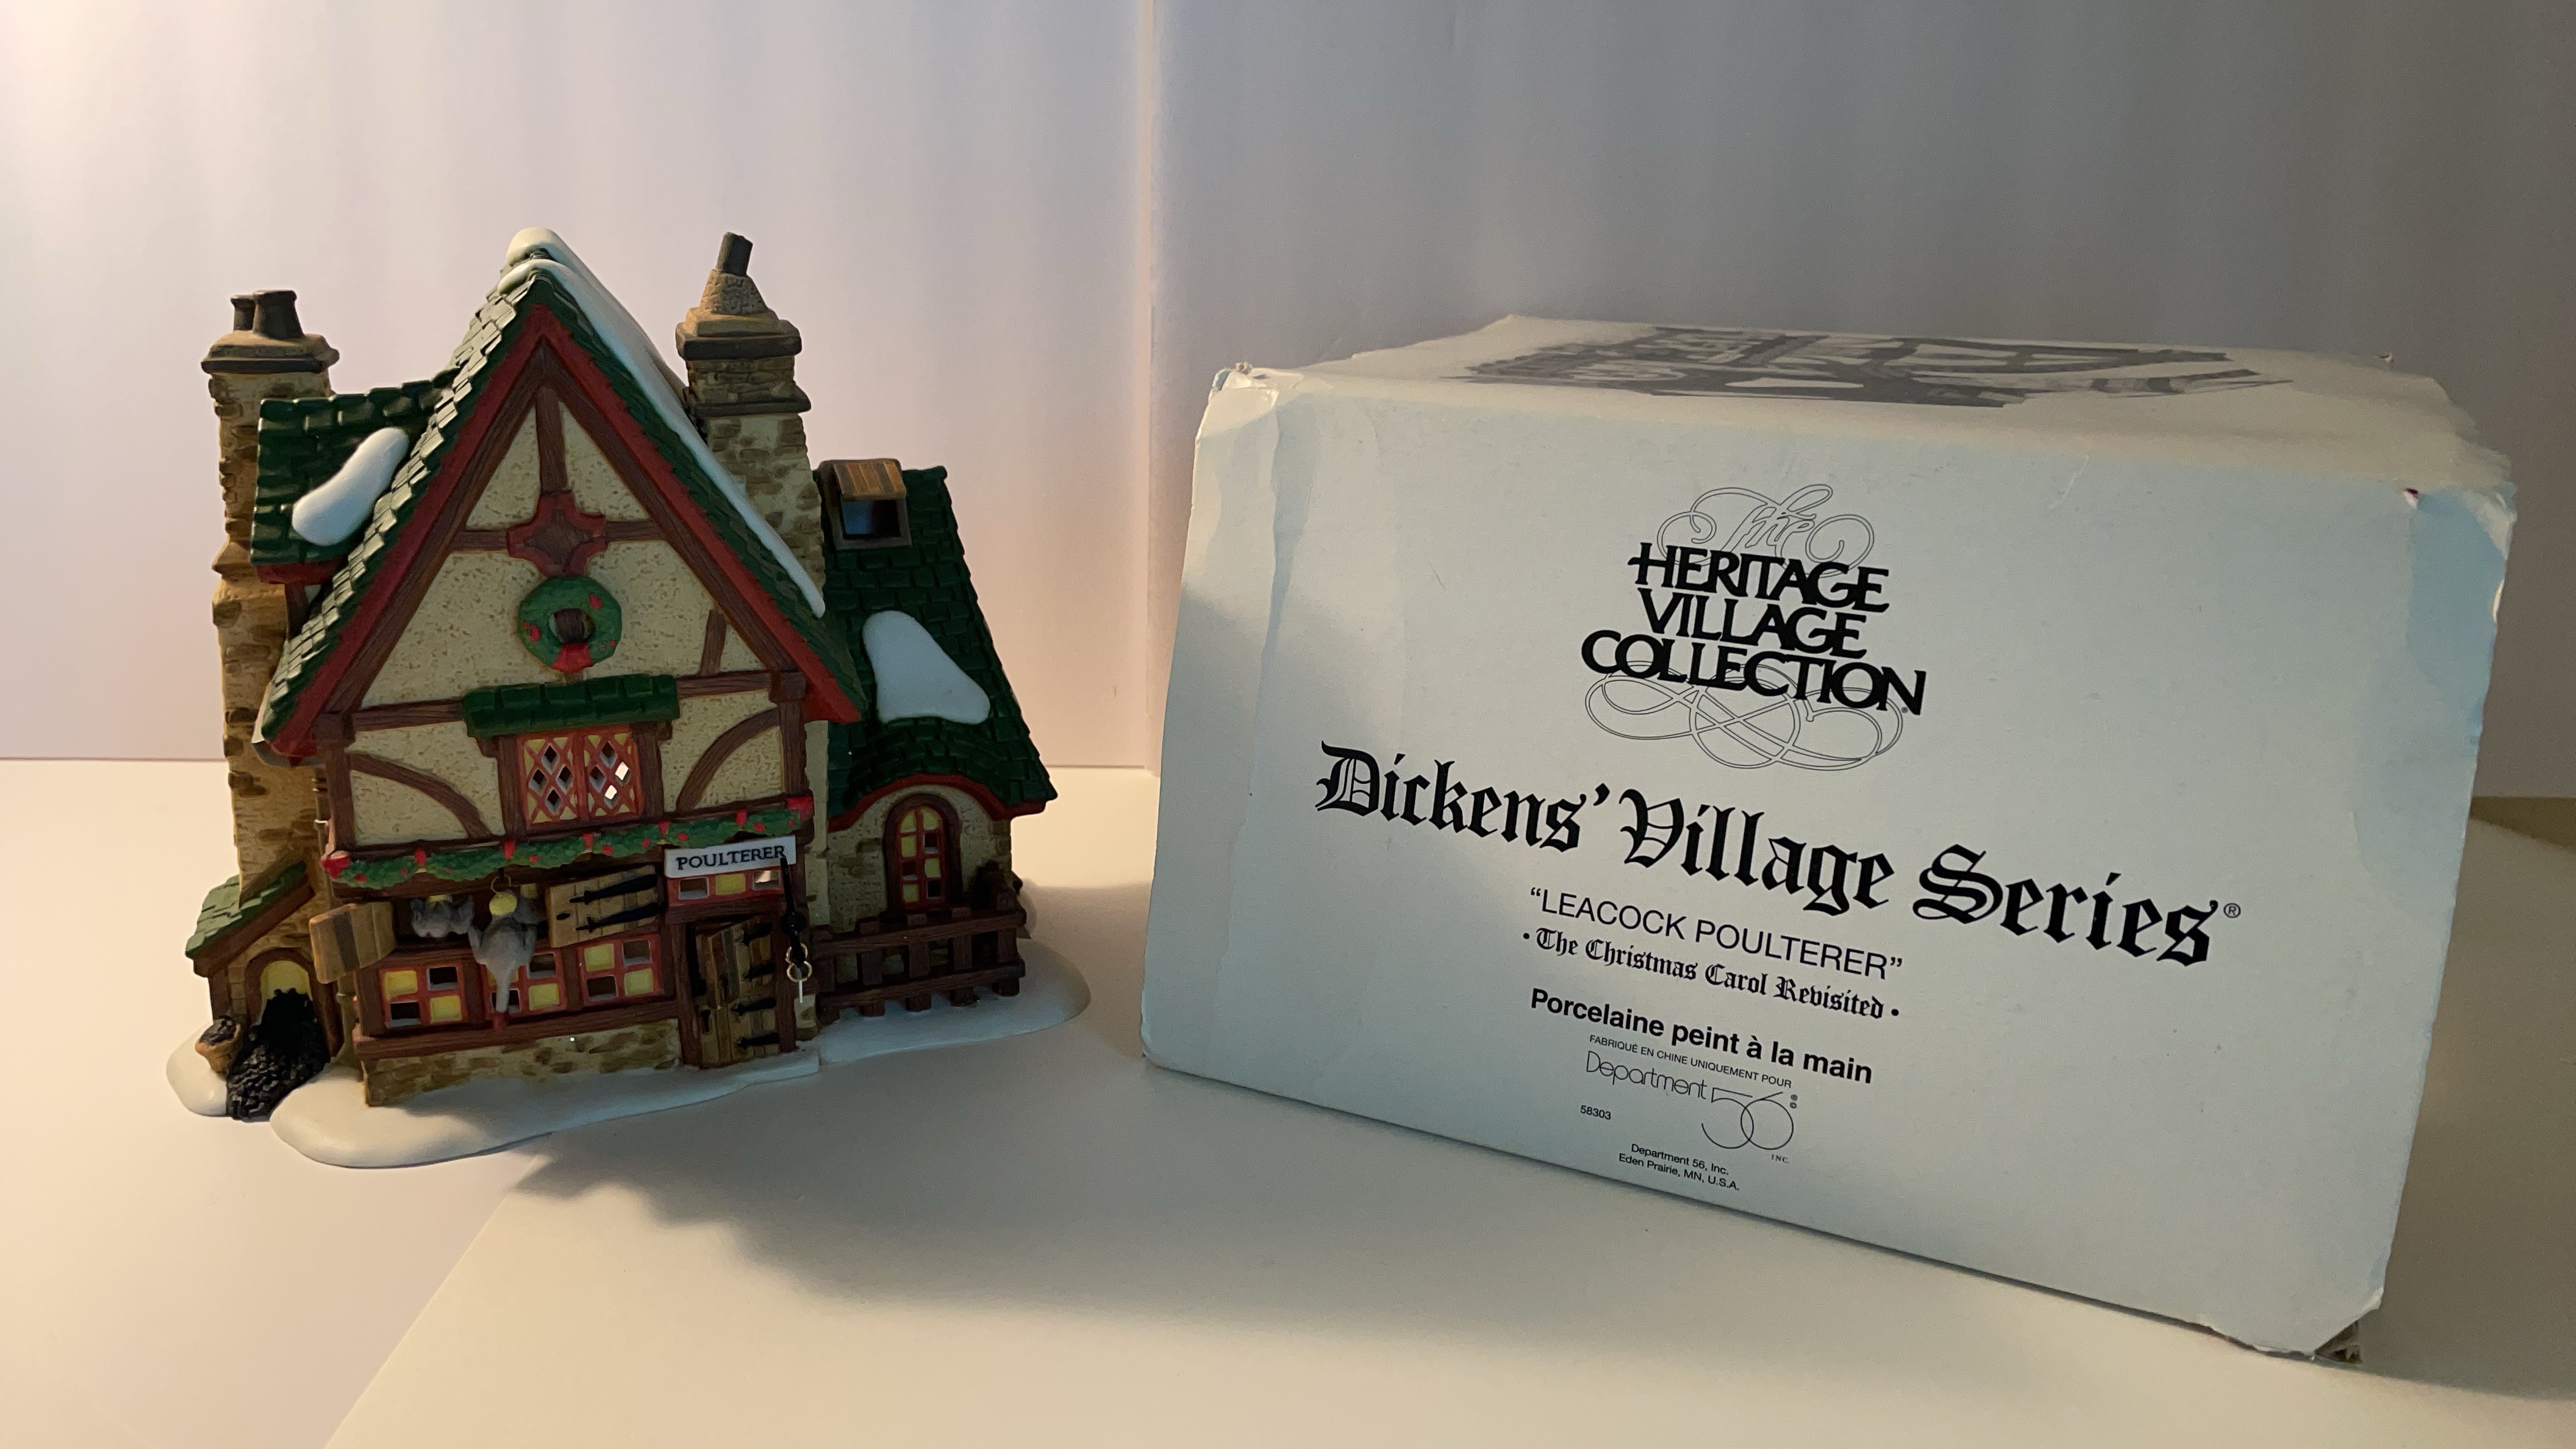 POULTERER
The
HERITAGE
VILLAGE
COLLECTION®
Dickens' Village Series®
“LEACOCK POULTERER”
• The Christmas Carol Revisited •
Porcelaine peint à la main
FABRIQUÉ EN CHINE UNIQUEMENT POUR
Department 56®
INC.
58303
Department 56, Inc.
Eden Prairie, MN, U.S.A.